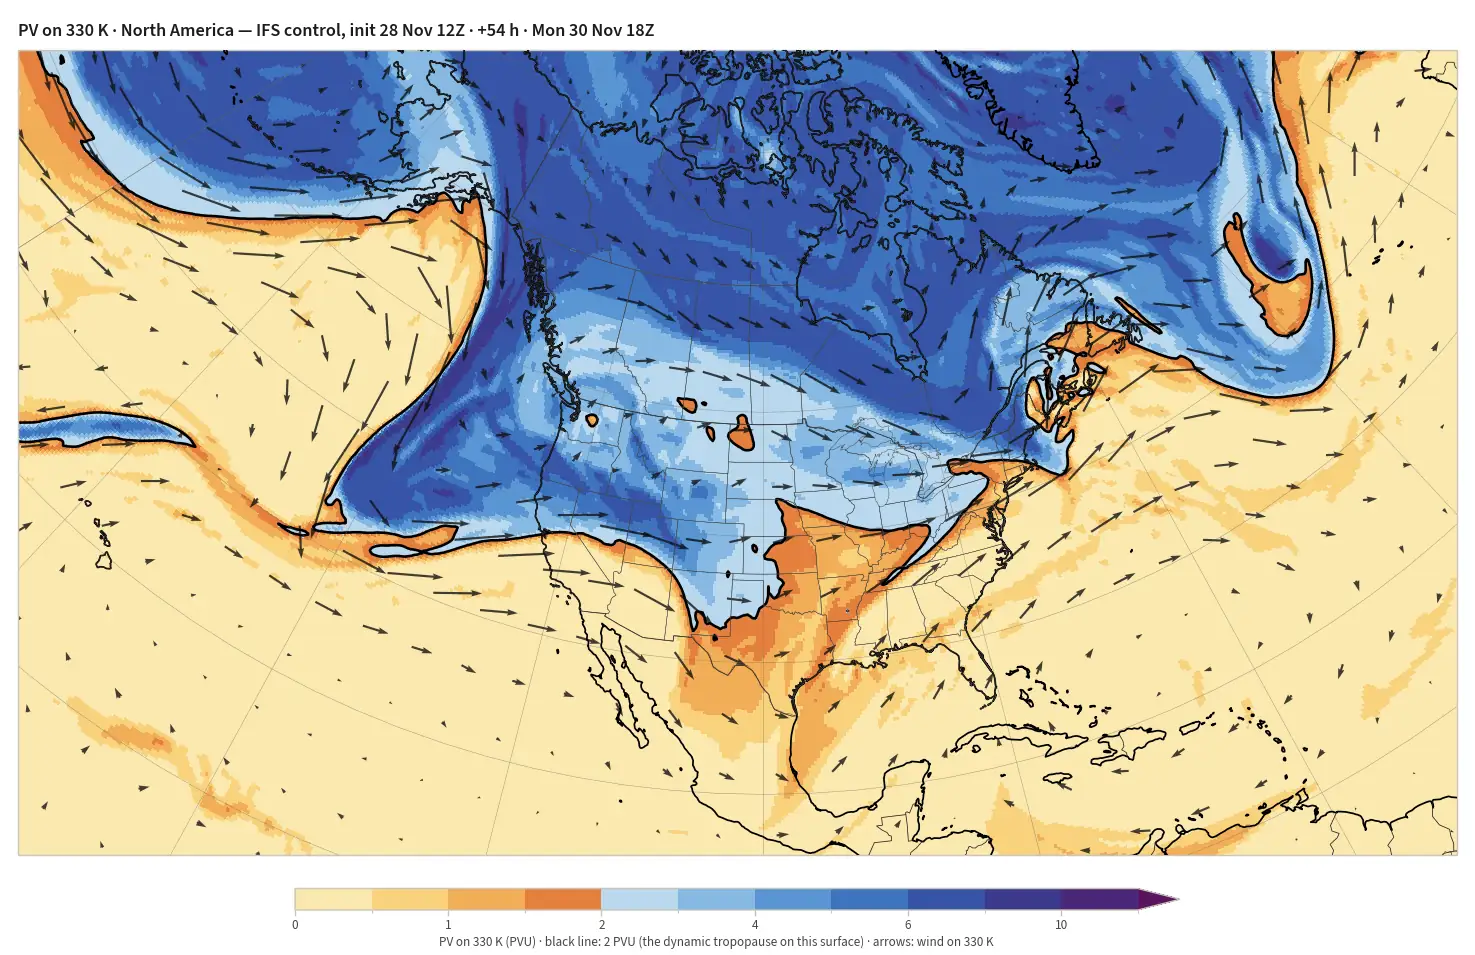 PV on 330 K · North America — IFS control, init 28 Nov 12Z · +54 h · Mon 30 Nov 18Z
0 1 2 4 6 10
PV on 330 K (PVU) · black line: 2 PVU (the dynamic tropopause on this surface) · arrows: wind on 330 K